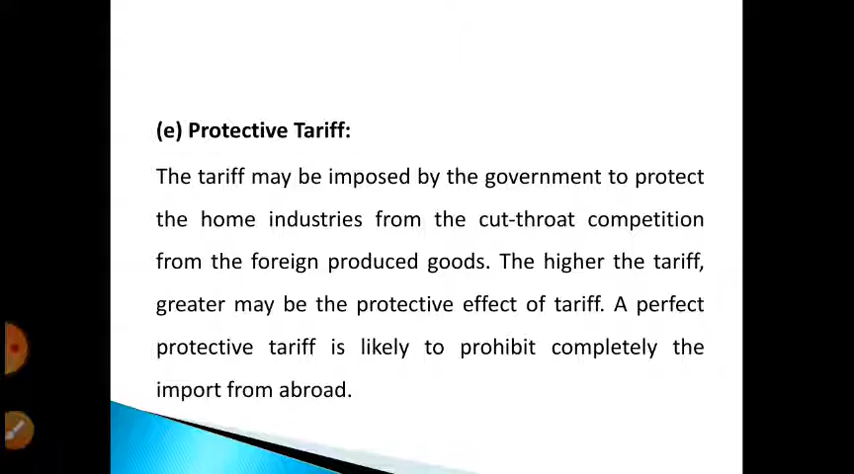 (e) Protective Tariff:
The tariff may be imposed by the government to protect
the home industries from the cut-throat competition
from the foreign produced goods. The higher the tariff,
greater may be the protective effect of tariff. A perfect
protective tariff is likely to prohibit completely the
import from abroad.